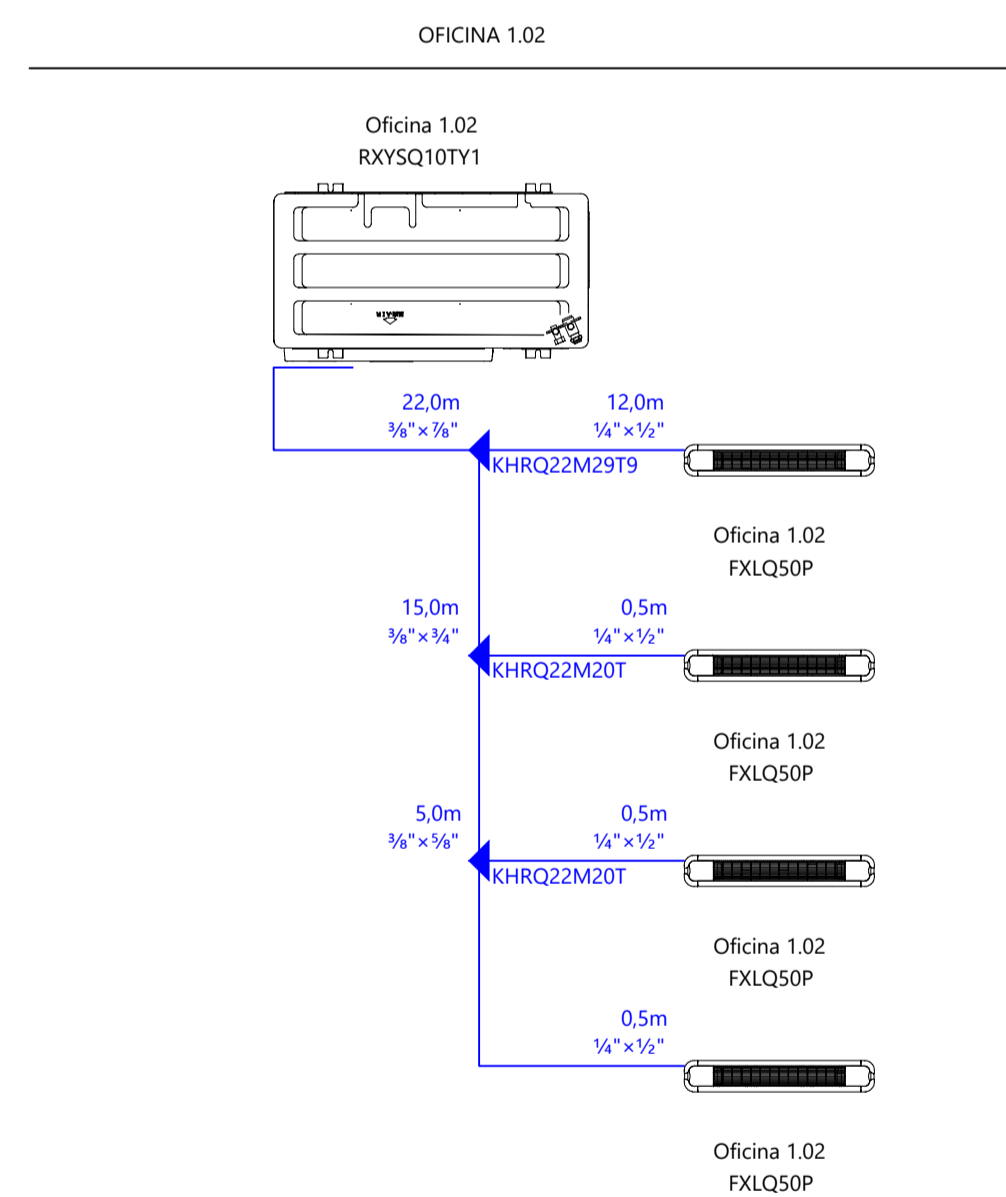 OFICINA 1.02
Oficina 1.02
RXYSQ10TY1
22,0m
⅜"×⅞"
12,0m
¼"×½"
KHRQ22M29T9
Oficina 1.02
FXLQ50P
15,0m
⅜"×¾"
0,5m
¼"×½"
KHRQ22M20T
Oficina 1.02
FXLQ50P
5,0m
⅜"×⅝"
0,5m
¼"×½"
KHRQ22M20T
Oficina 1.02
FXLQ50P
0,5m
¼"×½"
Oficina 1.02
FXLQ50P